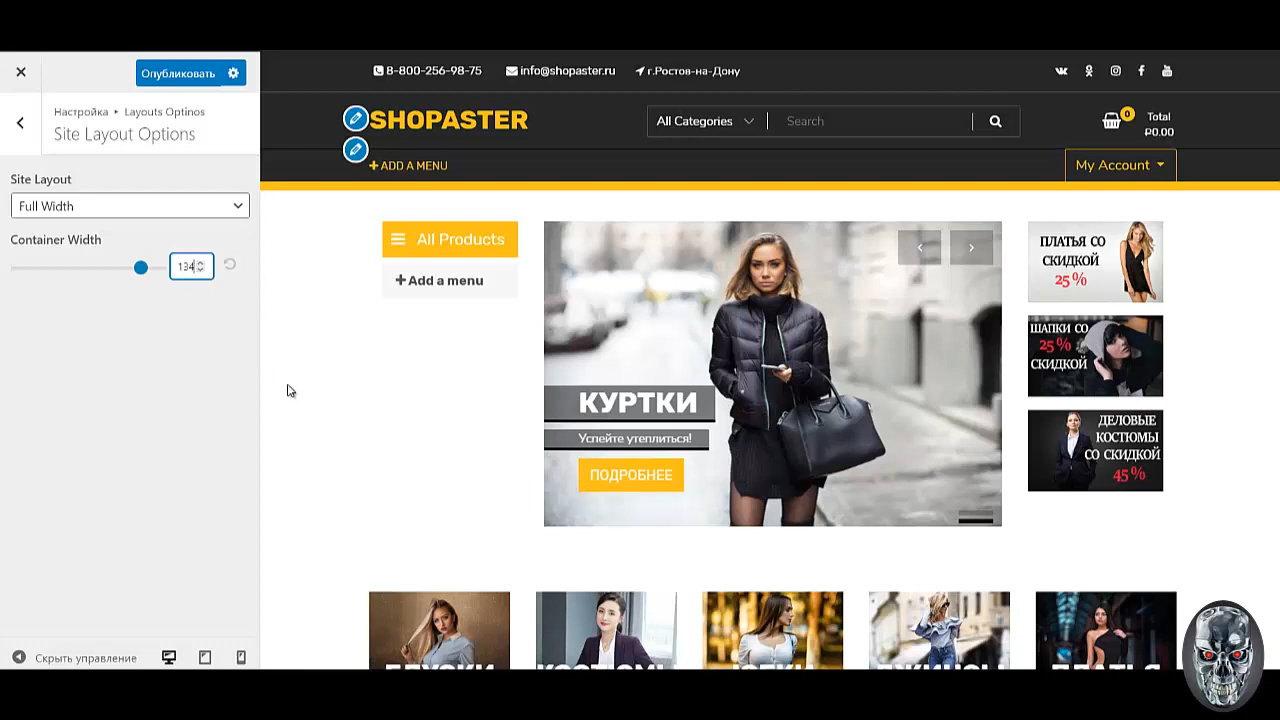 Опубликовать
Настройка ▸ Layouts Optinos
Site Layout Options
Site Layout
Full Width
Container Width
134
Скрыть управление
8-800-256-98-75
info@shopaster.ru
г.Ростов-на-Дону
SHOPASTER
All Categories
Search
0
Total
₽0.00
+ ADD A MENU
My Account
All Products
+ Add a menu
КУРТКИ
Успейте утеплиться!
ПОДРОБНЕЕ
ПЛАТЬЯ СО
СКИДКОЙ
25%
ШАПКИ СО
25%
СКИДКОЙ
ДЕЛОВЫЕ
КОСТЮМЫ
СО СКИДКОЙ
45%